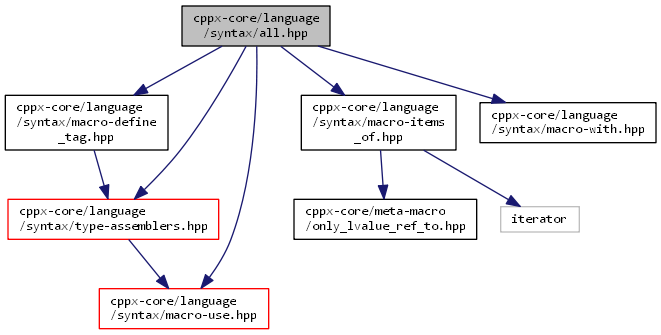 cppx-core/language
/syntax/all.hpp
cppx-core/language
/syntax/macro-define
_tag.hpp
cppx-core/language
/syntax/macro-items
_of.hpp
cppx-core/language
/syntax/macro-with.hpp
cppx-core/language
/syntax/type-assemblers.hpp
cppx-core/meta-macro
/only_lvalue_ref_to.hpp
iterator
cppx-core/language
/syntax/macro-use.hpp